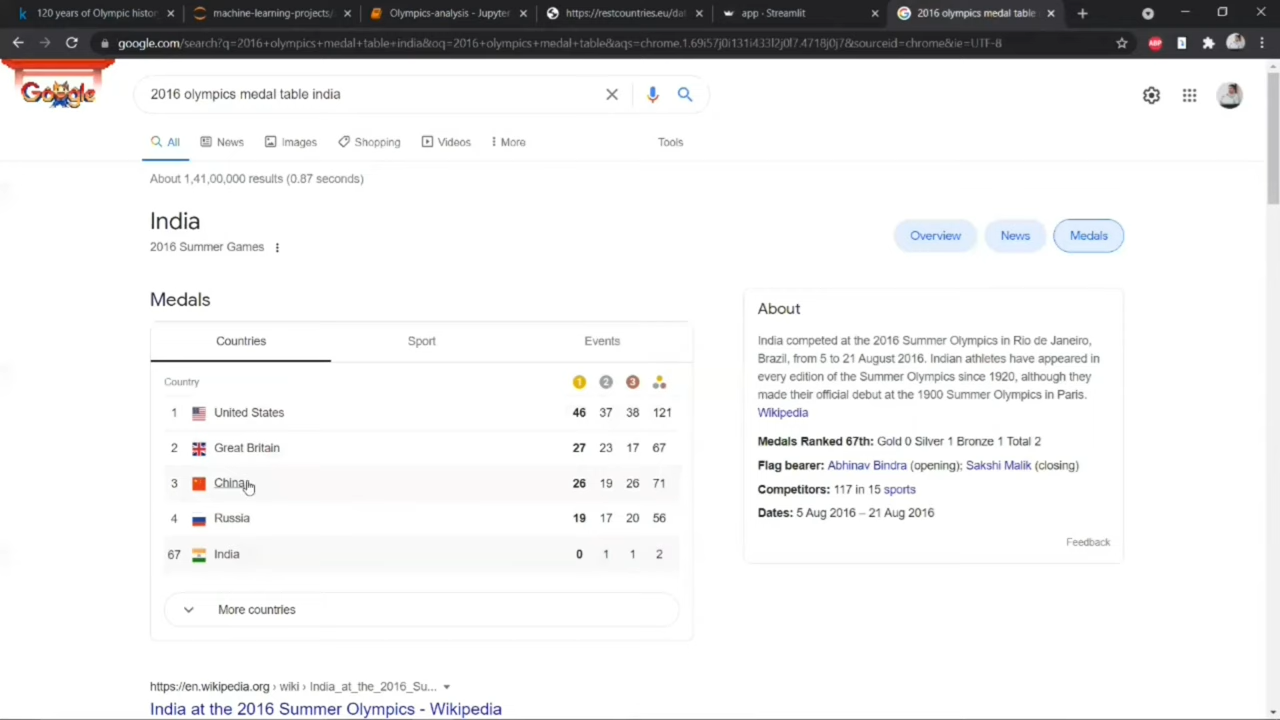 120 years of Olympic histor
machine-learning-projects/
Olympics-analysis - Jupyter
https://restcountries.eu/dat
app · Streamlit
2016 olympics medal table
google.com/search?q=2016+olympics+medal+table+india&oq=2016+olympics+medal+table&aqs=chrome.1.69i57j0i131i433l2j0l7.4718j0j7&sourceid=chrome&ie=UTF-8
ABP
Google
2016 olympics medal table india
All News Images Shopping Videos More Tools
About 1,41,00,000 results (0.87 seconds)
India
2016 Summer Games
Overview News Medals
Medals
Countries Sport Events
Country 1 2 3
1 United States 46 37 38 121
2 Great Britain 27 23 17 67
3 China 26 19 26 71
4 Russia 19 17 20 56
67 India 0 1 1 2
More countries
About
India competed at the 2016 Summer Olympics in Rio de Janeiro,
Brazil, from 5 to 21 August 2016. Indian athletes have appeared in
every edition of the Summer Olympics since 1920, although they
made their official debut at the 1900 Summer Olympics in Paris.
Wikipedia
Medals Ranked 67th: Gold 0 Silver 1 Bronze 1 Total 2
Flag bearer: Abhinav Bindra (opening); Sakshi Malik (closing)
Competitors: 117 in 15 sports
Dates: 5 Aug 2016 – 21 Aug 2016
Feedback
https://en.wikipedia.org › wiki › India_at_the_2016_Su...
India at the 2016 Summer Olympics - Wikipedia